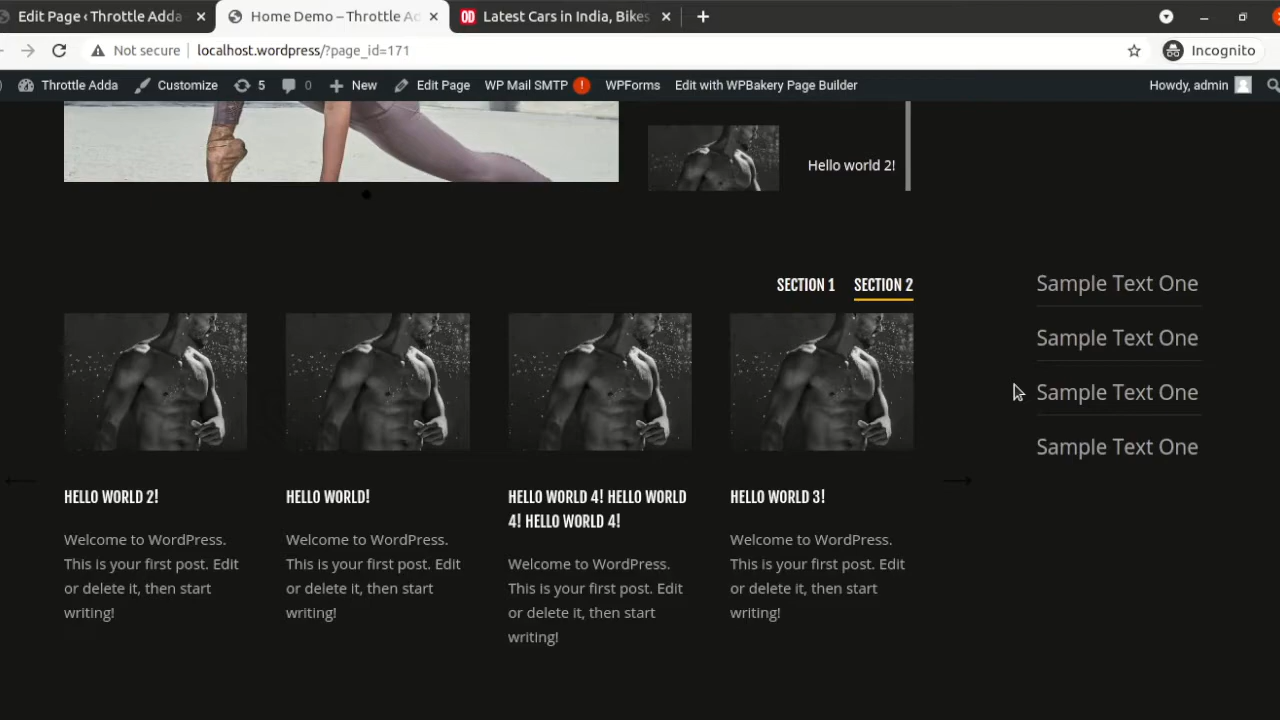 Edit Page ‹ Throttle Adda
Home Demo – Throttle Ad
OD Latest Cars in India, Bikes
Not secure localhost.wordpress/?page_id=171
Incognito
Throttle Adda Customize 5 0 New Edit Page WP Mail SMTP ! WPForms Edit with WPBakery Page Builder Howdy, admin
Hello world 2!
SECTION 1 SECTION 2
HELLO WORLD 2!
Welcome to WordPress.
This is your first post. Edit
or delete it, then start
writing!
HELLO WORLD!
Welcome to WordPress.
This is your first post. Edit
or delete it, then start
writing!
HELLO WORLD 4! HELLO WORLD
4! HELLO WORLD 4!
Welcome to WordPress.
This is your first post. Edit
or delete it, then start
writing!
HELLO WORLD 3!
Welcome to WordPress.
This is your first post. Edit
or delete it, then start
writing!
Sample Text One
Sample Text One
Sample Text One
Sample Text One